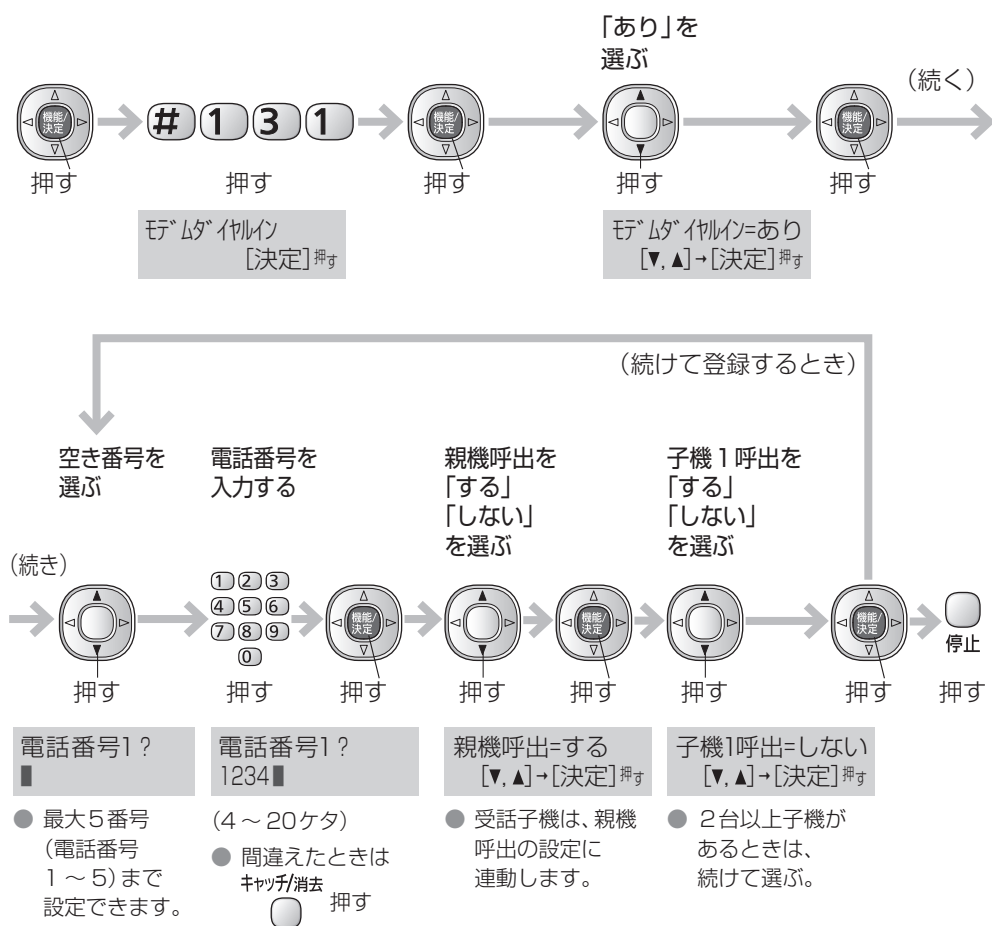 「あり」を
選ぶ
（続く）
機能/
決定
# 1 3 1
機能/
決定
機能/
決定
押す
押す
押す
押す
押す
ﾓﾃﾞﾑﾀﾞｲﾔﾙｲﾝ
[決定]押す
ﾓﾃﾞﾑﾀﾞｲﾔﾙｲﾝ=あり
[▼,▲]→[決定]押す
（続けて登録するとき）
空き番号を
選ぶ
電話番号を
入力する
親機呼出を
「する」
「しない」
を選ぶ
子機1呼出を
「する」
「しない」
を選ぶ
（続き）
1 2 3
4 5 6
7 8 9
0
機能/
決定
機能/
決定
機能/
決定
停止
押す
押す
押す
押す
押す
押す
押す
押す
電話番号1？
電話番号1？
1234
親機呼出=する
[▼,▲]→[決定]押す
子機1呼出=しない
[▼,▲]→[決定]押す
● 最大5番号
（電話番号
1～5）まで
設定できます。
（4～20ケタ）
● 間違えたときは
キャッチ/消去
押す
● 受話子機は、親機
呼出の設定に
連動します。
● 2台以上子機が
あるときは、
続けて選ぶ。